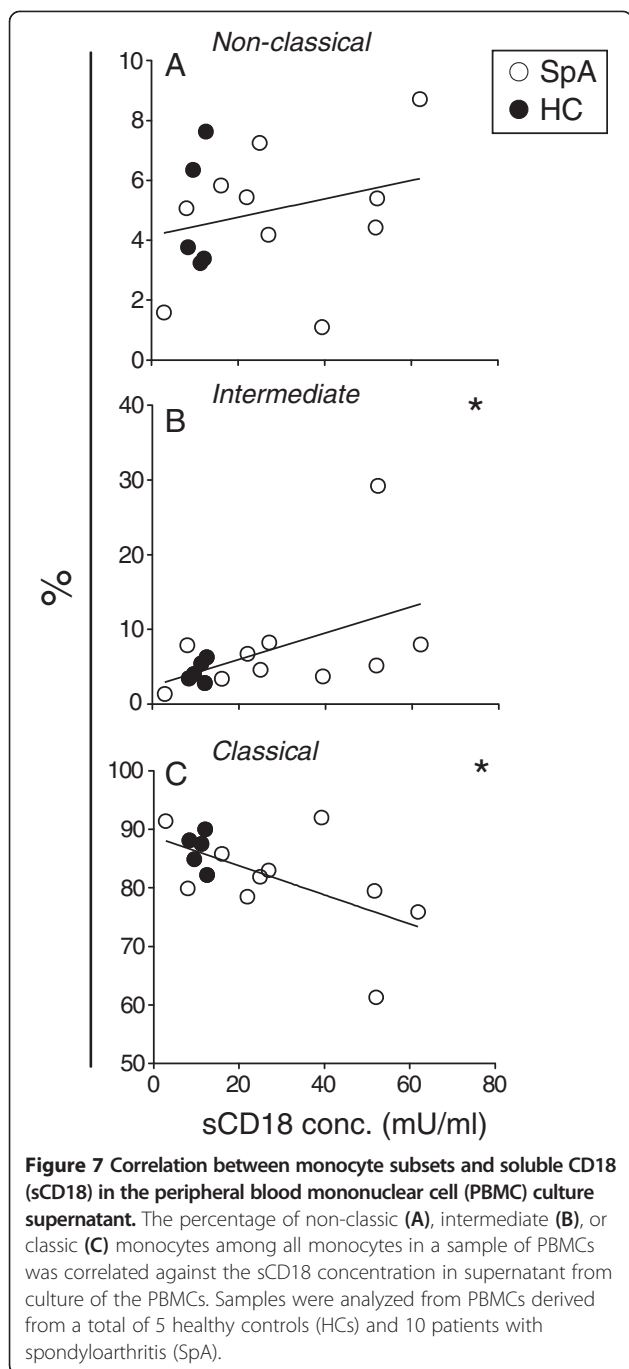 Non-classical
10
A
SpA
HC
8
6
4
2
0
Intermediate
40
B
*
30
20
10
0
%
Classical
100
C
*
90
80
70
60
50
0 20 40 60 80
sCD18 conc. (mU/ml)
Figure 7 Correlation between monocyte subsets and soluble CD18
(sCD18) in the peripheral blood mononuclear cell (PBMC) culture
supernatant. The percentage of non-classic (A), intermediate (B), or
classic (C) monocytes among all monocytes in a sample of PBMCs
was correlated against the sCD18 concentration in supernatant from
culture of the PBMCs. Samples were analyzed from PBMCs derived
from a total of 5 healthy controls (HCs) and 10 patients with
spondyloarthritis (SpA).